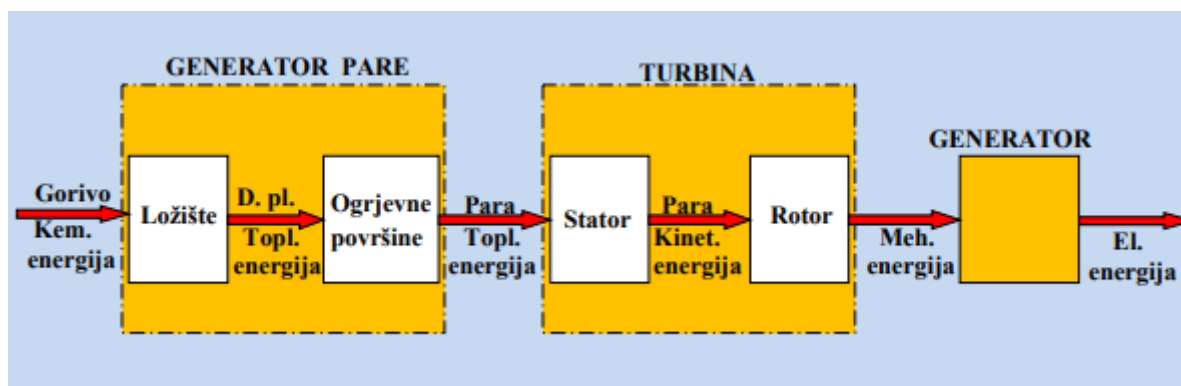 GENERATOR PARE
TURBINA
GENERATOR
Gorivo
Kem.
energija
Ložište
D. pl.
Topl.
energija
Ogrjevne
površine
Para
Topl.
energija
Stator
Para
Kinet.
energija
Rotor
Meh.
energija
El.
energija